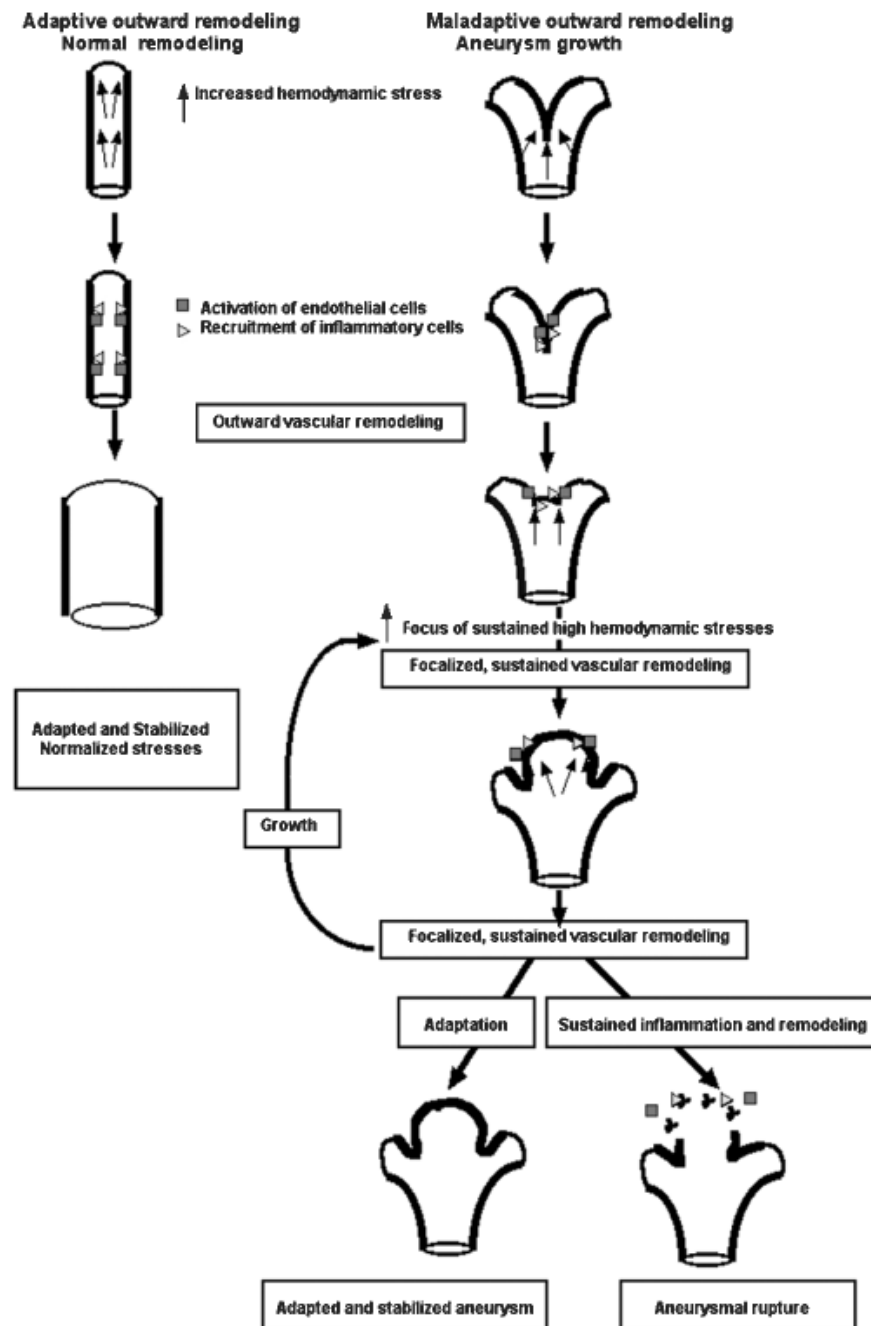 Adaptive outward remodeling
Normal remodeling
Maladaptive outward remodeling
Aneurysm growth
Increased hemodynamic stress
Activation of endothelial cells
Recruitment of inflammatory cells
Outward vascular remodeling
Focus of sustained high hemodynamic stresses
Focalized, sustained vascular remodeling
Adapted and Stabilized
Normalized stresses
Growth
Focalized, sustained vascular remodeling
Adaptation
Sustained inflammation and remodeling
Adapted and stabilized aneurysm
Aneurysmal rupture